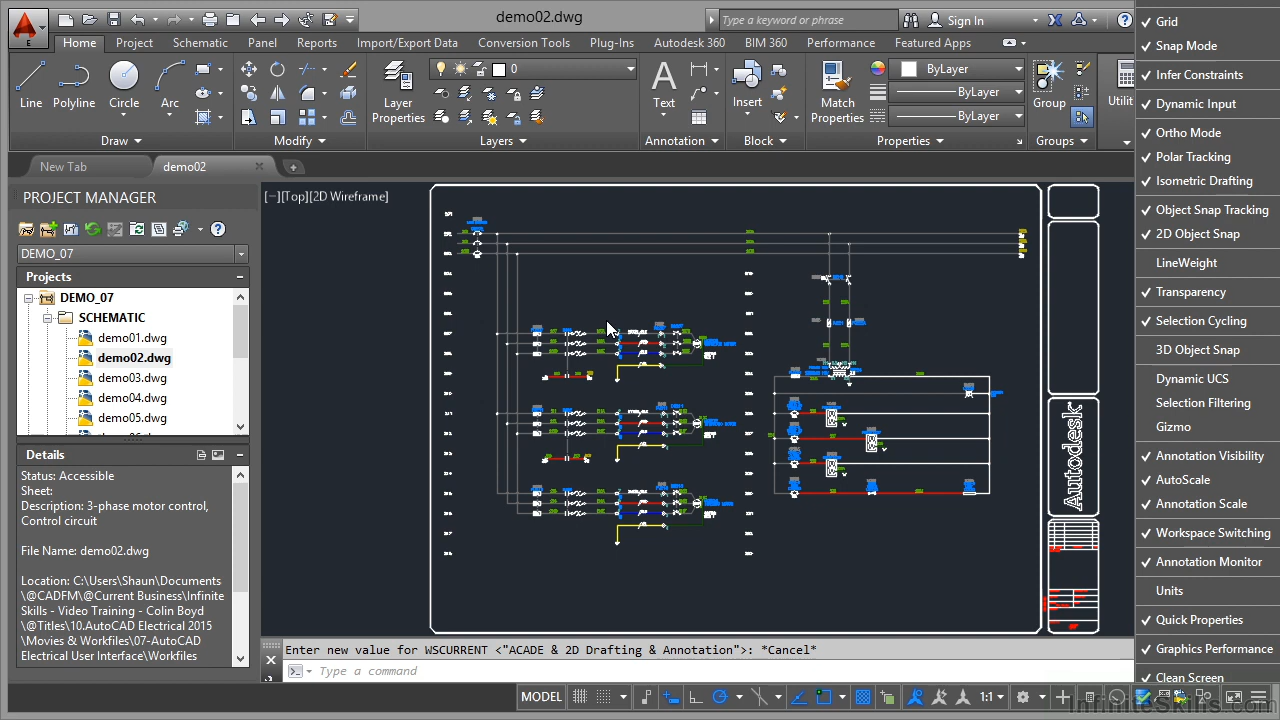 demo02.dwg
Type a keyword or phrase
Sign In
E
Home Project Schematic Panel Reports Import/Export Data Conversion Tools Plug-Ins Autodesk 360 BIM 360 Performance Featured Apps
Line Polyline Circle Arc
Layer Properties
0
Text
Insert
Match Properties
ByLayer
ByLayer
ByLayer
Group
Utilit
Draw Modify Layers Annotation Block Properties Groups
New Tab demo02
PROJECT MANAGER
DEMO_07
Projects
DEMO_07
SCHEMATIC
demo01.dwg
demo02.dwg
demo03.dwg
demo04.dwg
demo05.dwg
Details
Status: Accessible
Sheet:
Description: 3-phase motor control,
Control circuit
File Name: demo02.dwg
Location: C:\Users\Shaun\Documents
\@CADFM\@Current Business\Infinite
Skills - Video Training - Colin Boyd
\@Titles\10.AutoCAD Electrical 2015
\Movies & Workfiles\07-AutoCAD
Electrical User Interface\Workfiles
[−][Top][2D Wireframe]
Autodesk
Enter new value for WSCURRENT <"ACADE & 2D Drafting & Annotation">: *Cancel*
Type a command
MODEL
1:1
Grid
Snap Mode
Infer Constraints
Dynamic Input
Ortho Mode
Polar Tracking
Isometric Drafting
Object Snap Tracking
2D Object Snap
LineWeight
Transparency
Selection Cycling
3D Object Snap
Dynamic UCS
Selection Filtering
Gizmo
Annotation Visibility
AutoScale
Annotation Scale
Workspace Switching
Annotation Monitor
Units
Quick Properties
Graphics Performance
Clean Screen
InfiniteSkills.com